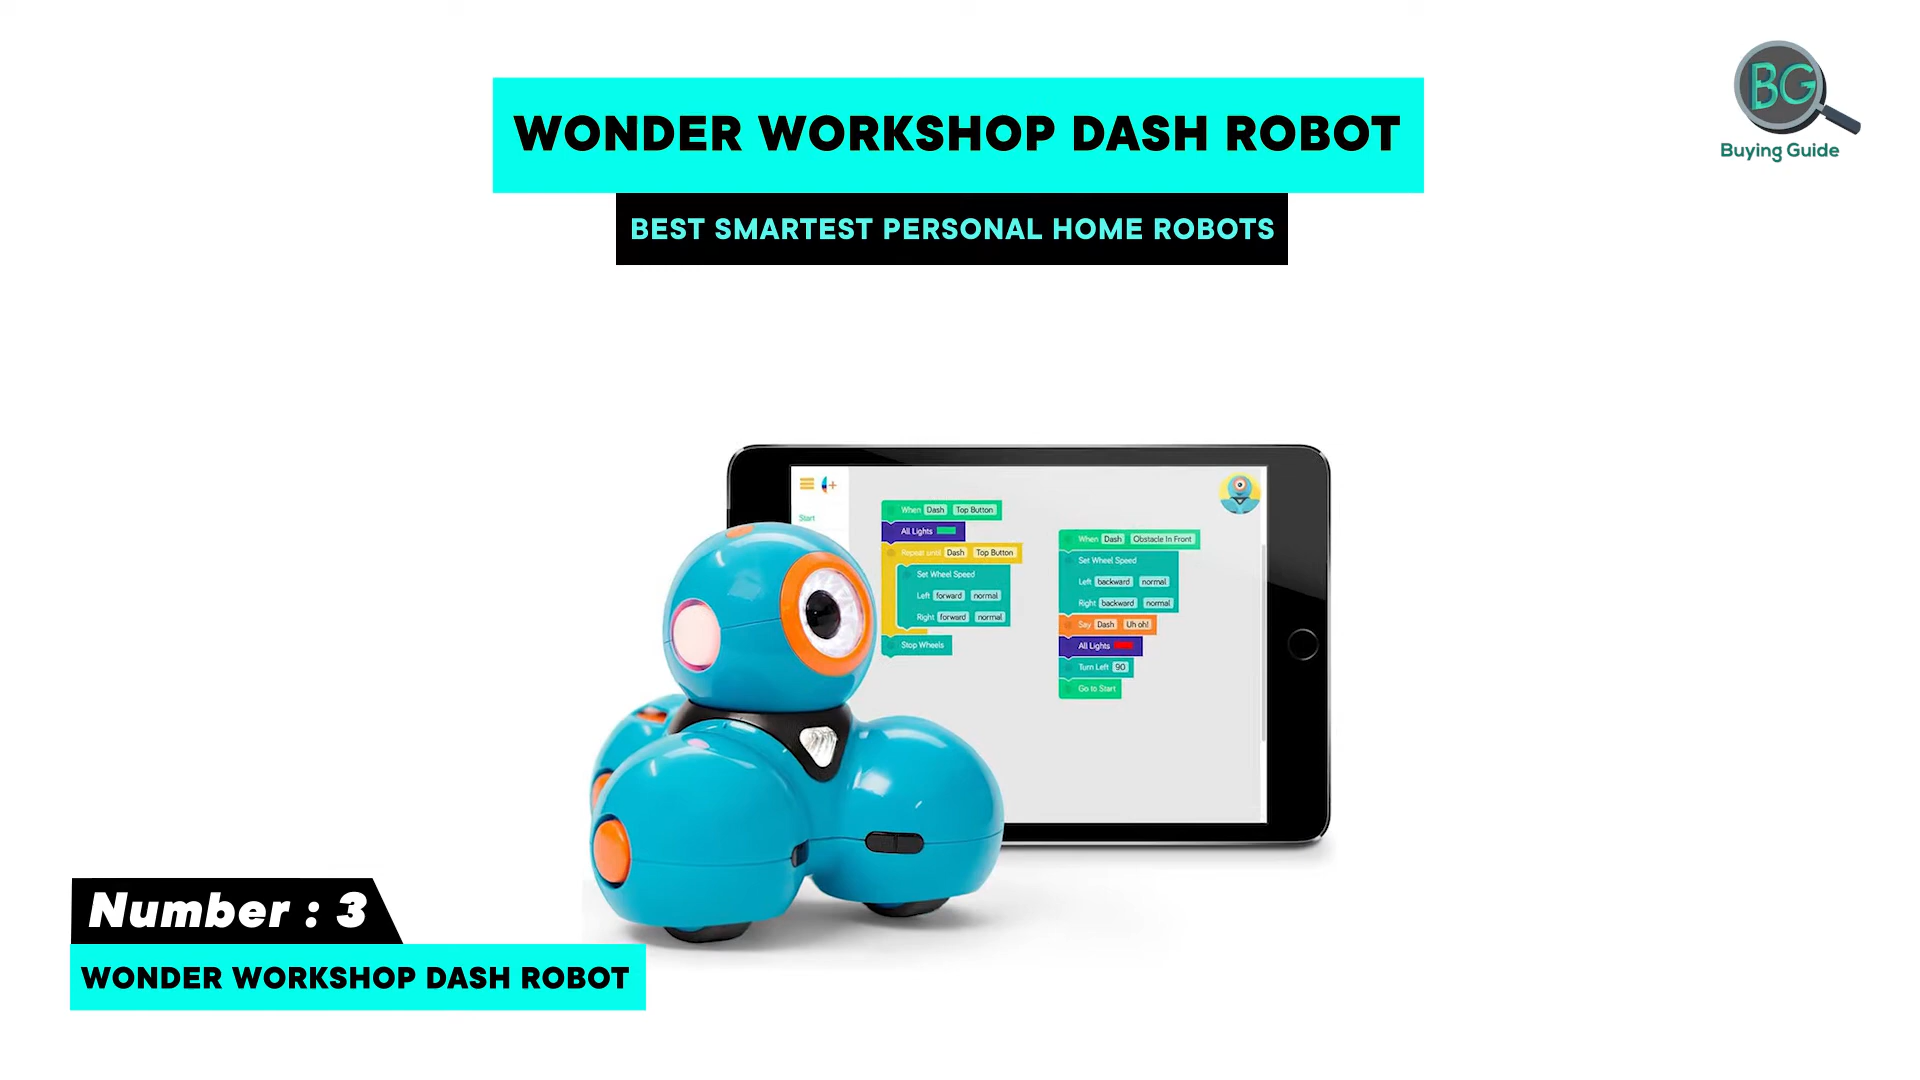 WONDER WORKSHOP DASH ROBOT
BEST SMARTEST PERSONAL HOME ROBOTS
BG
Buying Guide
Start
When Dash Top Button
All Lights
Repeat until Dash Top Button
Set Wheel Speed
Left forward normal
Right forward normal
Stop Wheels
When Dash Obstacle In Front
Set Wheel Speed
Left backward normal
Right backward normal
Say Dash Uh oh!
All Lights
Turn Left 90
Go to Start
Number : 3
WONDER WORKSHOP DASH ROBOT